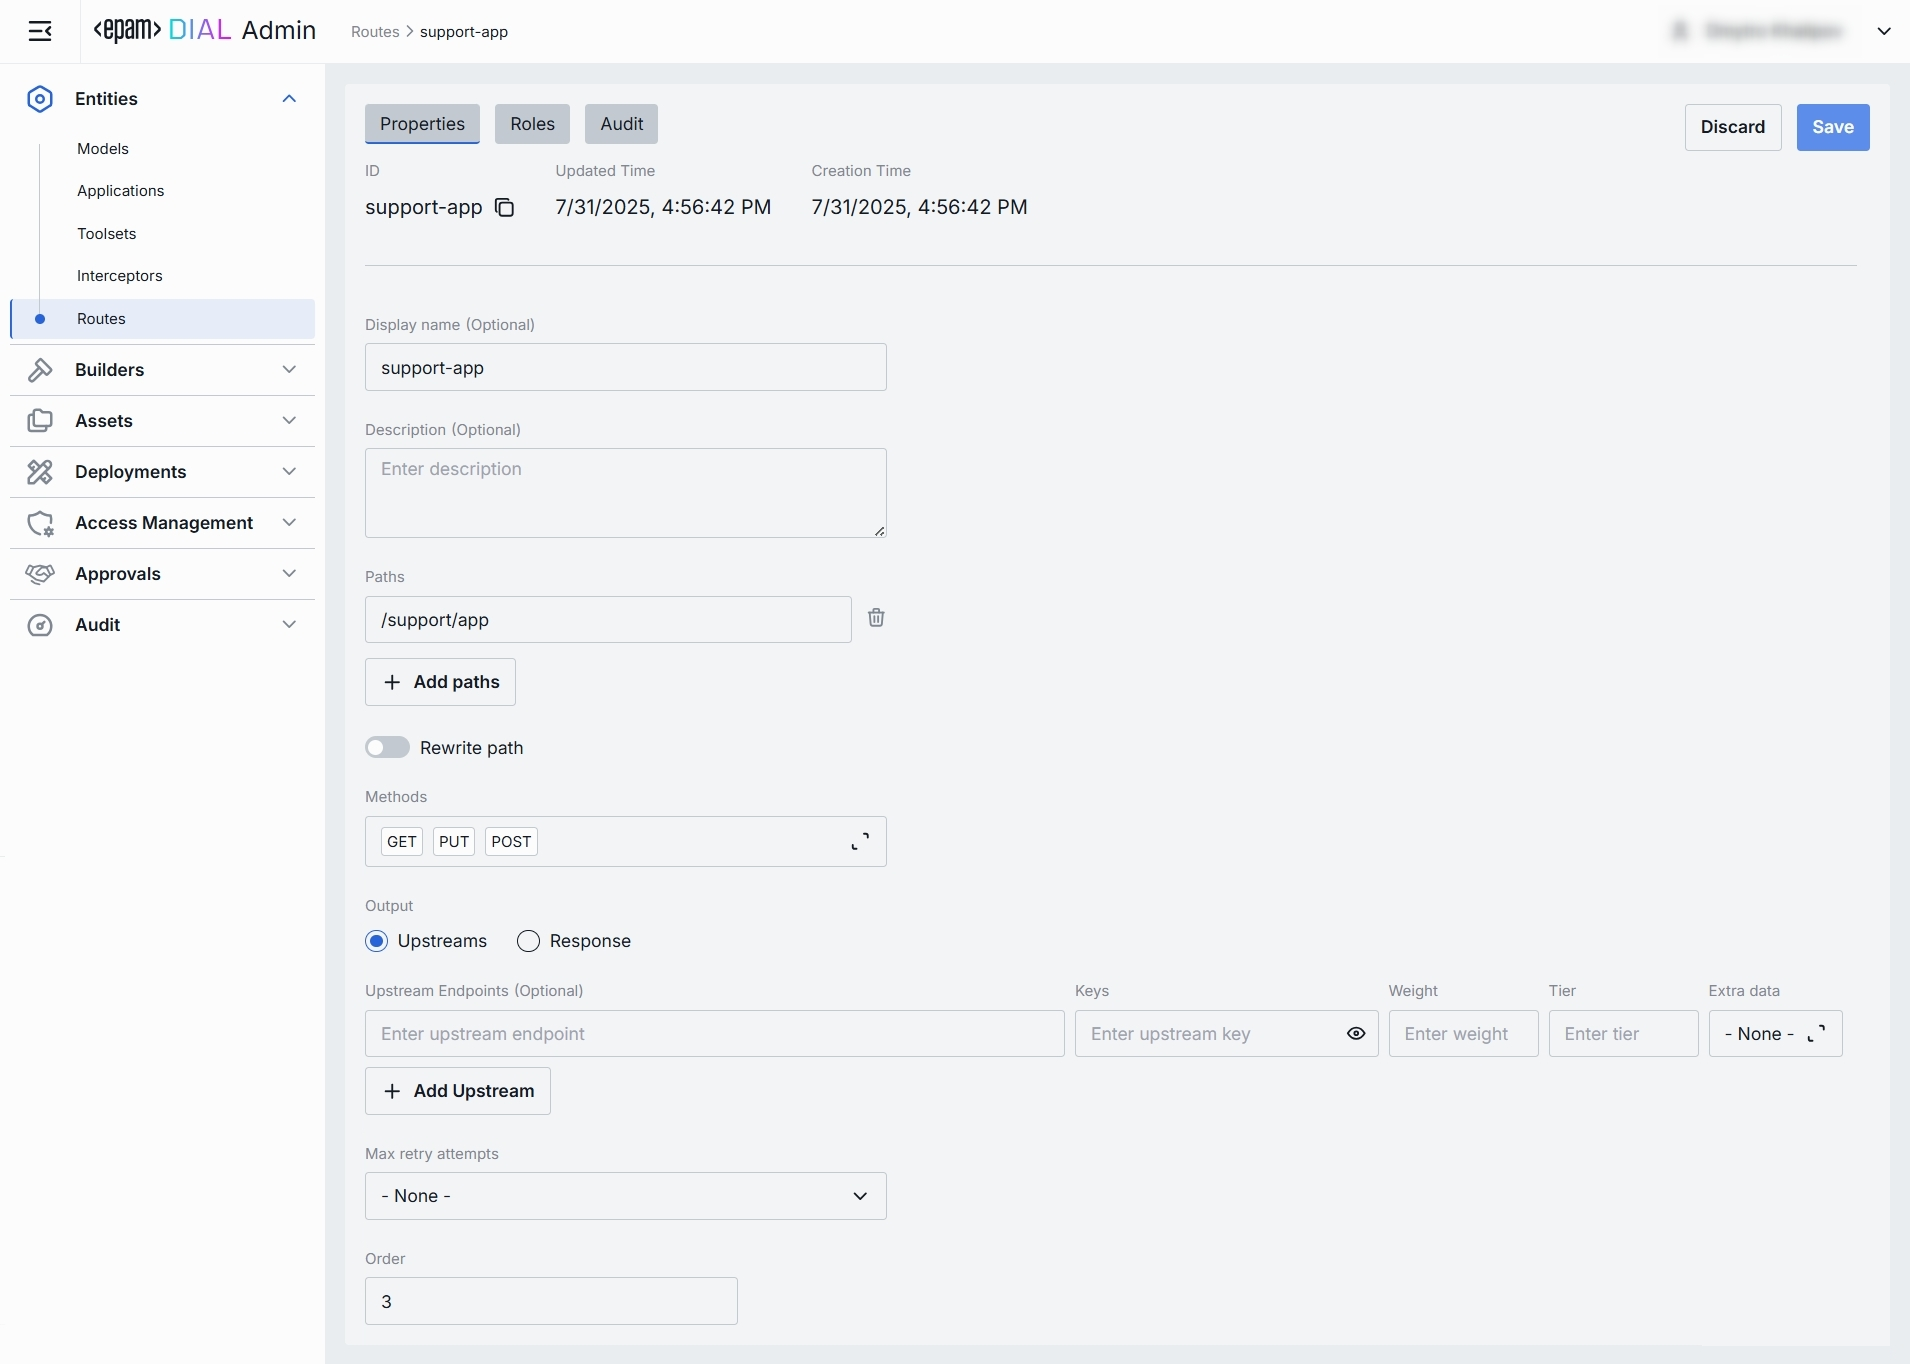 <epam> DIAL Admin
Routes > support-app
Entities
Models
Applications
Toolsets
Interceptors
Routes
Builders
Assets
Deployments
Access Management
Approvals
Audit
Properties Roles Audit
Discard Save
ID Updated Time Creation Time
support-app 7/31/2025, 4:56:42 PM 7/31/2025, 4:56:42 PM
Display name (Optional)
support-app
Description (Optional)
Enter description
Paths
/support/app
Add paths
Rewrite path
Methods
GET PUT POST
Output
Upstreams Response
Upstream Endpoints (Optional) Keys Weight Tier Extra data
Enter upstream endpoint Enter upstream key Enter weight Enter tier - None -
Add Upstream
Max retry attempts
- None -
Order
3